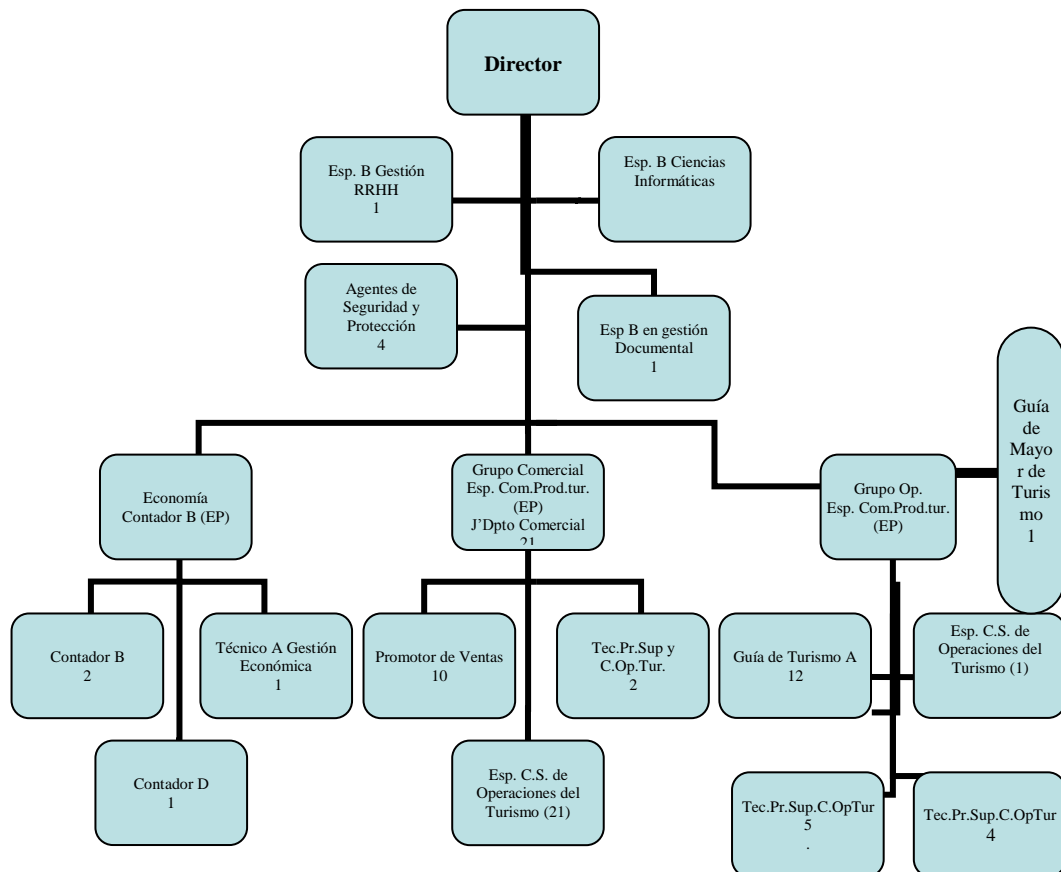 Director
Esp. B Gestión
RRHH
1
Esp. B Ciencias
Informáticas
Agentes de
Seguridad y
Protección
4
Esp B en gestión
Documental
1
Guía
de
Mayo
r de
Turis
mo
1
Economía
Contador B (EP)
Grupo Comercial
Esp. Com.Prod.tur.
(EP)
J’Dpto Comercial
21
Grupo Op.
Esp. Com.Prod.tur.
(EP)
Contador B
2
Técnico A Gestión
Económica
1
Promotor de Ventas
10
Tec.Pr.Sup y
C.Op.Tur.
2
Guía de Turismo A
12
Esp. C.S. de
Operaciones del
Turismo (1)
Contador D
1
Esp. C.S. de
Operaciones del
Turismo (21)
Tec.Pr.Sup.C.OpTur
5
.
Tec.Pr.Sup.C.OpTur
4